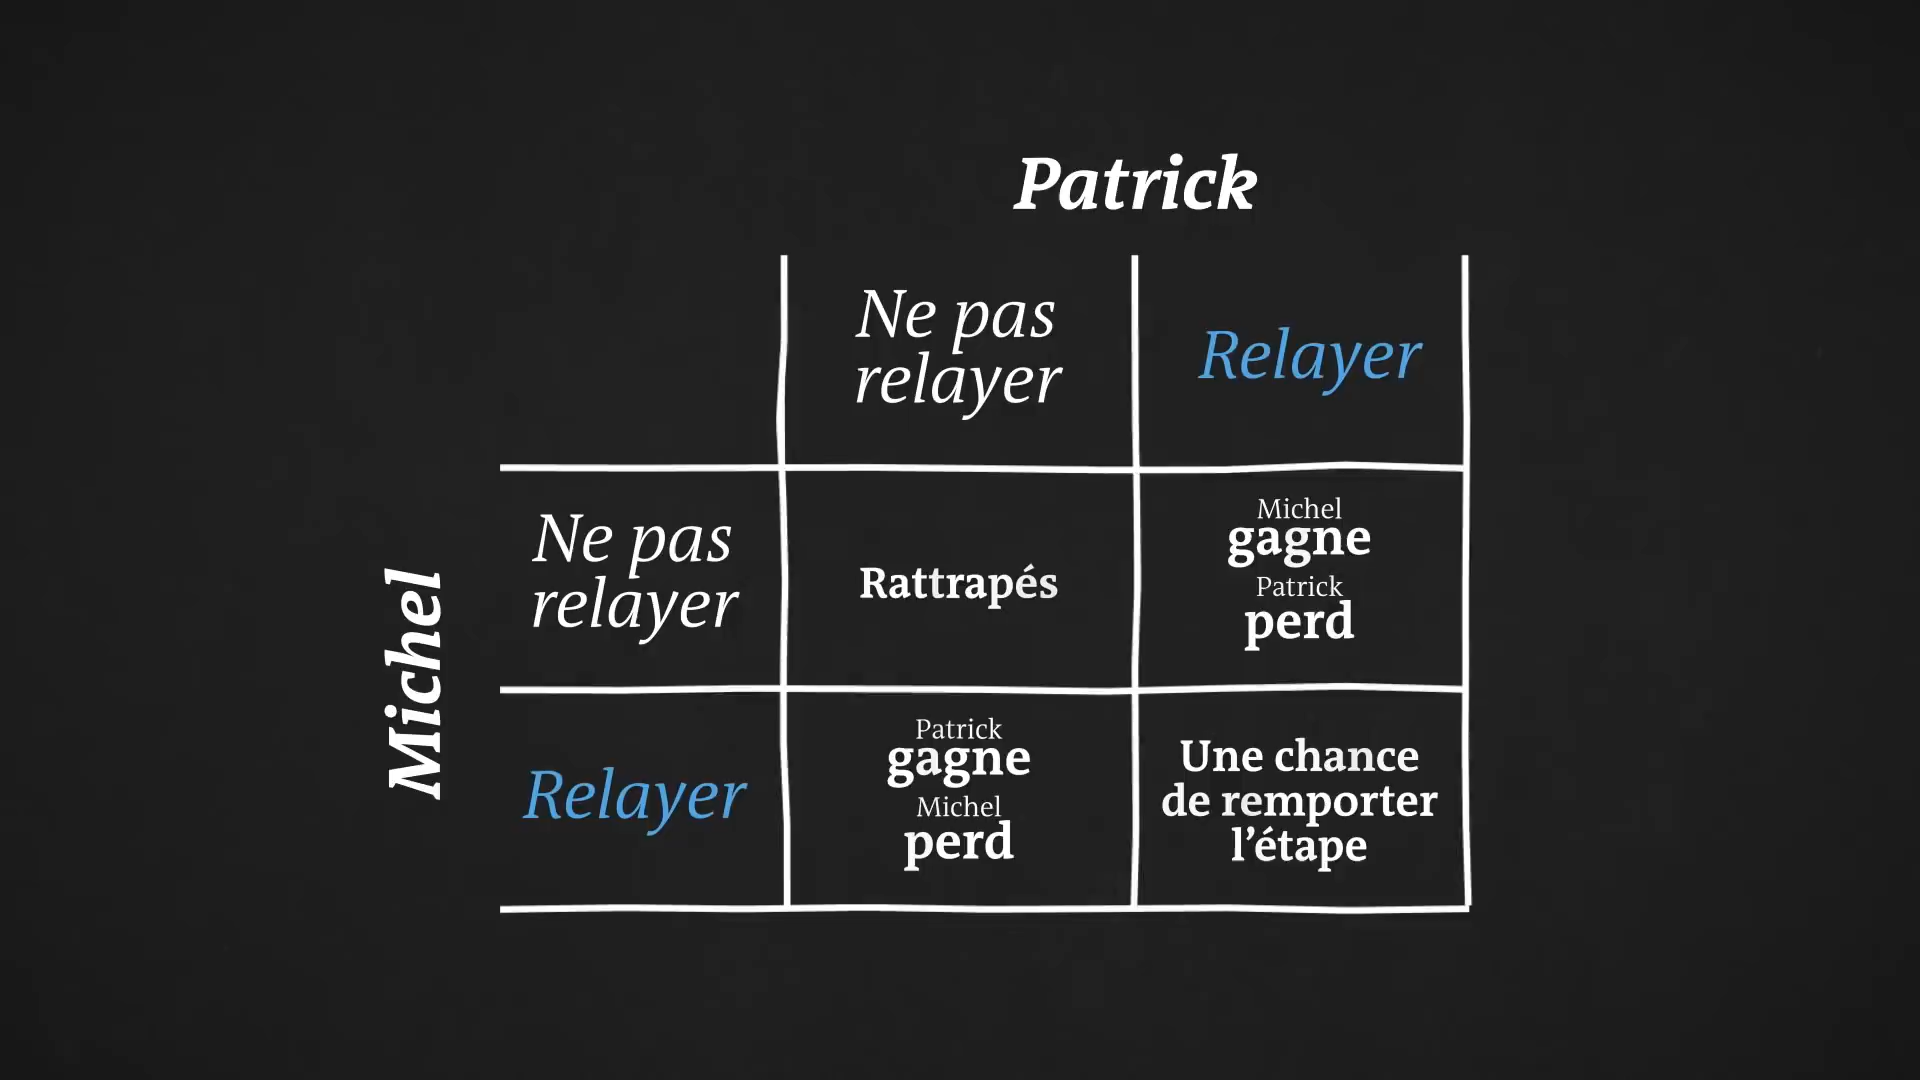 Patrick
Ne pas
relayer
Relayer
Michel
Ne pas
relayer
Rattrapés
Michel
gagne
Patrick
perd
Relayer
Patrick
gagne
Michel
perd
Une chance
de remporter
l’étape